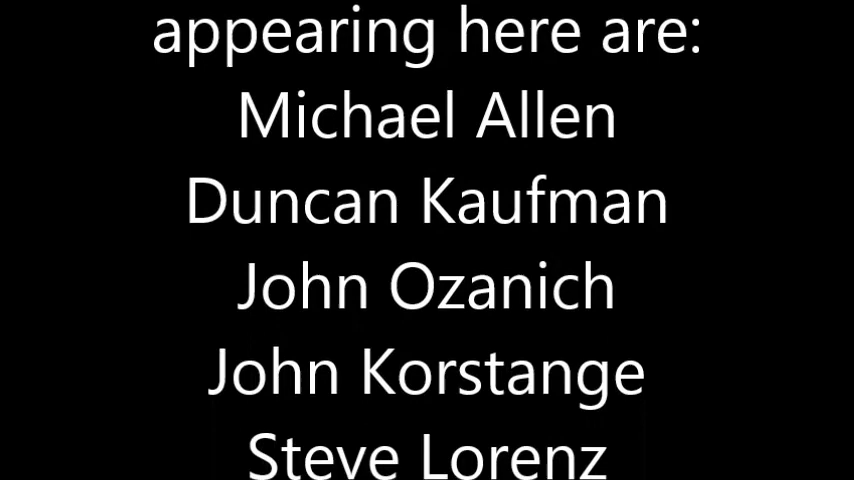 appearing here are:
Michael Allen
Duncan Kaufman
John Ozanich
John Korstange
Steve Lorenz